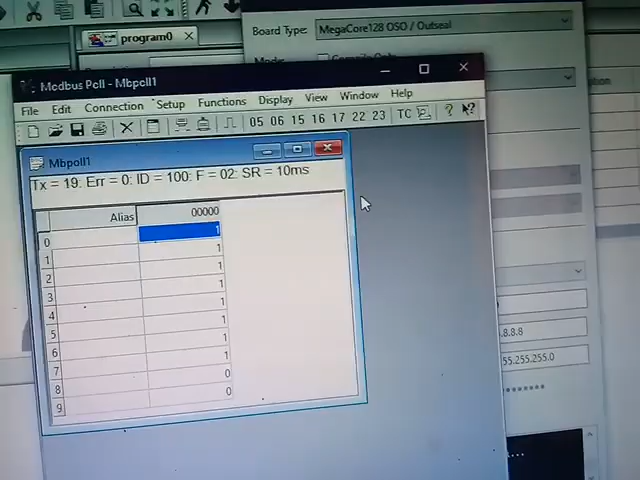 program0
Board Type:
MegaCore128 OSO / Outseal
Modbus Poll - Mbpoll1
File Edit Connection Setup Functions Display View Window Help
05 06 15 16 17 22 23 TC
Mbpoll1
Tx = 19: Err = 0: ID = 100: F = 02: SR = 10ms
Alias 00000
0 1
1 1
2 1
3 1
4 1
5 1
6 1
7 1
8 0
9 0
.8.8.8
55.255.0